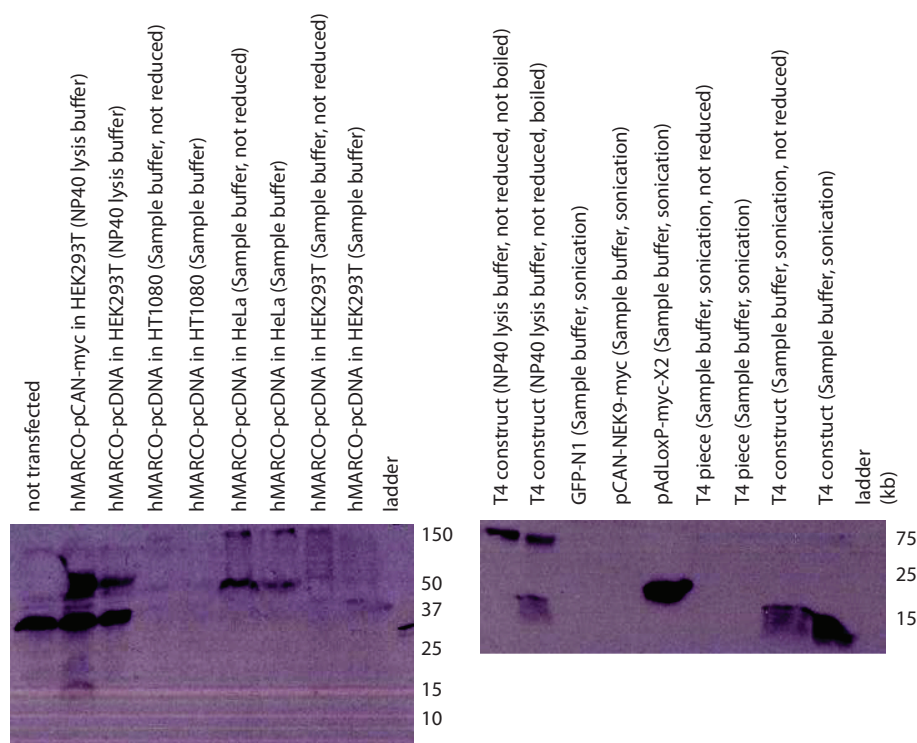 not transfected
hMARCO-pCAN-myc in HEK293T (NP40 lysis buffer)
hMARCO-pcDNA in HEK293T (NP40 lysis buffer)
hMARCO-pcDNA in HT1080 (Sample buffer, not reduced)
hMARCO-pcDNA in HT1080 (Sample buffer)
hMARCO-pcDNA in HeLa (Sample buffer, not reduced)
hMARCO-pcDNA in HeLa (Sample buffer)
hMARCO-pcDNA in HEK293T (Sample buffer, not reduced)
hMARCO-pcDNA in HEK293T (Sample buffer)
ladder
150
50
37
25
15
10
T4 construct (NP40 lysis buffer, not reduced, not boiled)
T4 construct (NP40 lysis buffer, not reduced, boiled)
GFP-N1 (Sample buffer, sonication)
pCAN-NEK9-myc (Sample buffer, sonication)
pAdLoxP-myc-X2 (Sample buffer, sonication)
T4 piece (Sample buffer, sonication, not reduced)
T4 piece (Sample buffer, sonication)
T4 construct (Sample buffer, sonication, not reduced)
T4 constuct (Sample buffer, sonication)
ladder
(kb)
75
25
15